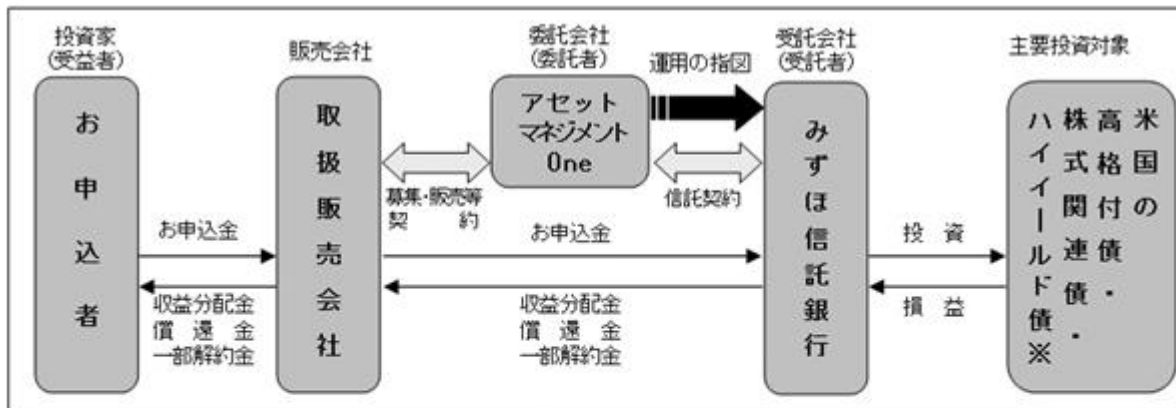 投資家
(受益者)
お申込者
販売会社
取扱販売会社
委託会社
(委託者)
アセット
マネジメント
One
運用の指図
受託会社
(受託者)
みずほ信託銀行
主要投資対象
米国の
高格付債・
株式関連債・
ハイイールド債※
募集・販売等
契約
信託契約
お申込金
収益分配金
償還金
一部解約金
お申込金
収益分配金
償還金
一部解約金
投資
損益